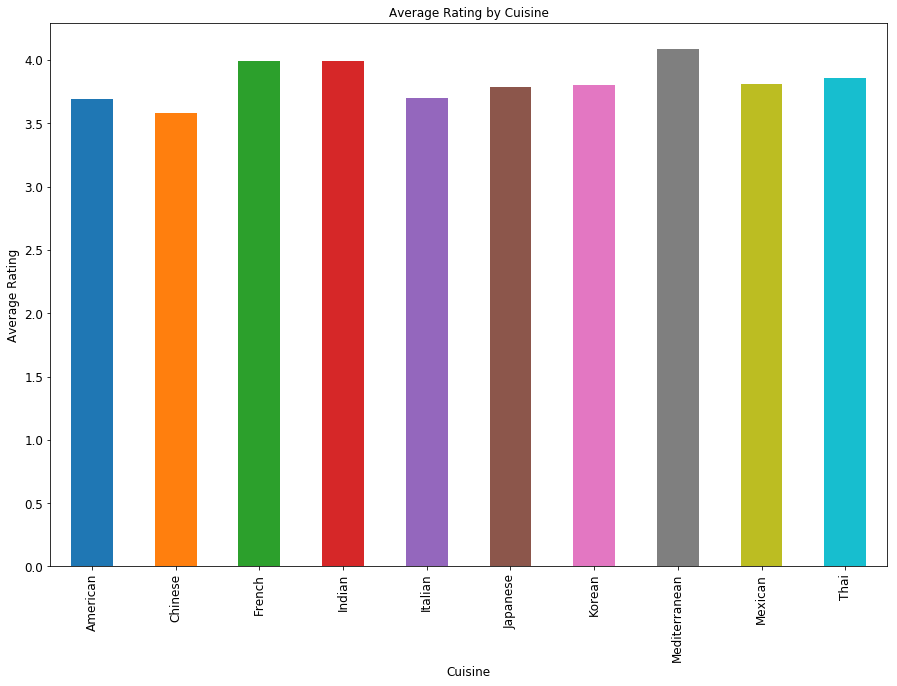 Average Rating by Cuisine
Average Rating
4.0
3.5
3.0
2.5
2.0
1.5
1.0
0.5
0.0
American
Chinese
French
Indian
Italian
Japanese
Korean
Mediterranean
Mexican
Thai
Cuisine